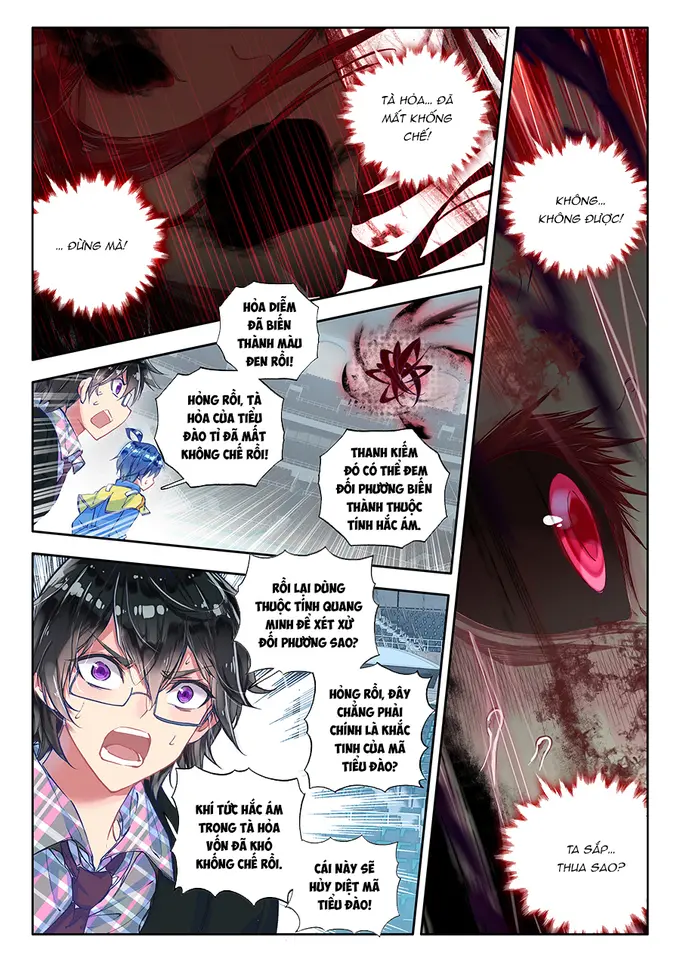 TÀ HỎA... ĐÃ
MẤT KHỐNG
CHẾ!
... ĐỪNG MÀ!
KHÔNG...
KHÔNG ĐƯỢC!
HỎA DIỄM
ĐÃ BIẾN
THÀNH MÀU
ĐEN RỒI!
HỎNG RỒI, TÀ
HỎA CỦA TIỂU
ĐÀO TỈ ĐÃ MẤT
KHÔNG CHẾ RỒI!
THANH KIẾM
ĐÓ CÓ THỂ ĐEM
ĐỐI PHƯƠNG BIẾN
THÀNH THUỘC
TÍNH HẮC ÁM.
RỒI LẠI DÙNG
THUỘC TÍNH QUANG
MINH ĐỂ XÉT XỬ
ĐỐI PHƯƠNG SAO?
HỎNG RỒI, ĐÂY
CHẲNG PHẢI
CHÍNH LÀ KHẮC
TINH CỦA MÃ
TIỂU ĐÀO?
KHÍ TỨC HẮC ÁM
TRONG TÀ HỎA
VỐN ĐÃ KHÓ
KHỐNG CHẾ RỒI.
CÁI NÀY SẼ
HỦY DIỆT MÃ
TIỂU ĐÀO!
TA SẮP...
THUA SAO?